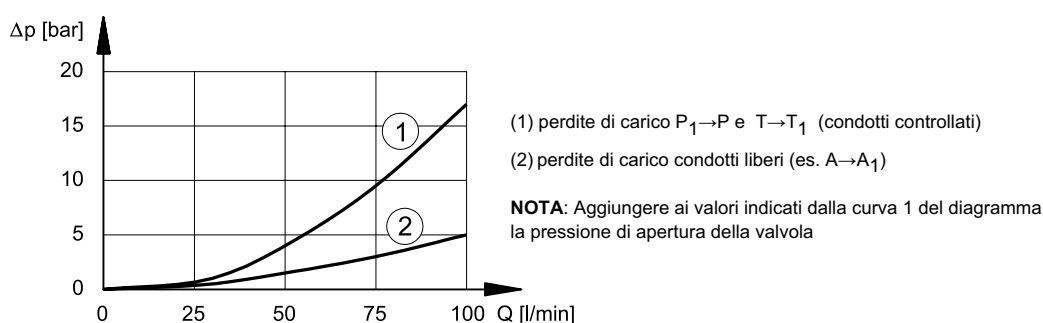 Δp [bar]
20
15
10
5
0
0 25 50 75 100 Q [l/min]
1
2
(1) perdite di carico P1→P e T→T1 (condotti controllati)
(2) perdite di carico condotti liberi (es. A→A1)
NOTA: Aggiungere ai valori indicati dalla curva 1 del diagramma
la pressione di apertura della valvola